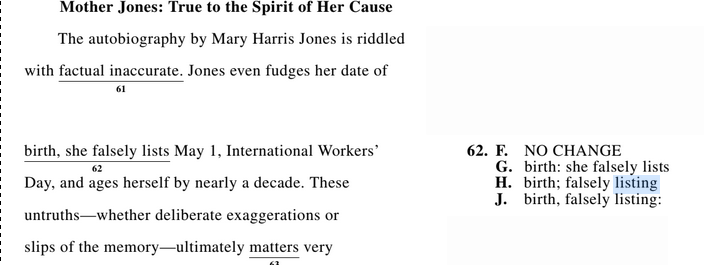 Mother Jones: True to the Spirit of Her Cause
The autobiography by Mary Harris Jones is riddled
with factual inaccurate. Jones even fudges her date of
61
birth, she falsely lists May 1, International Workers'
62
Day, and ages herself by nearly a decade. These
untruths—whether deliberate exaggerations or
slips of the memory—ultimately matters very
63
62. F. NO CHANGE
G. birth: she falsely lists
H. birth; falsely listing
J. birth, falsely listing: